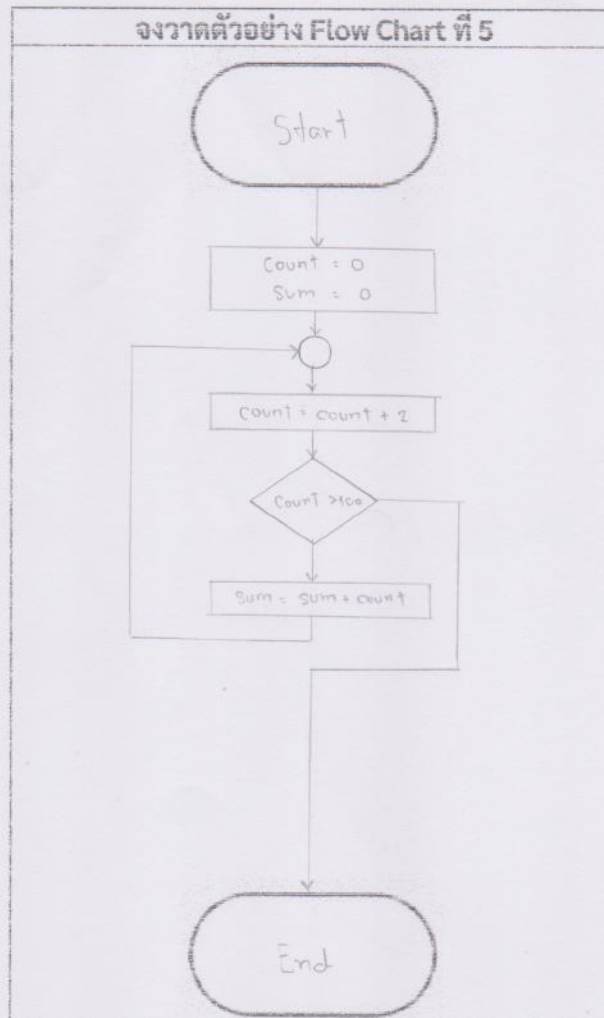 จงวาดตัวอย่าง Flow Chart ที่ 5
Start
Count = 0
Sum = 0
count = count + 2
Count >100
Sum = sum + count
End